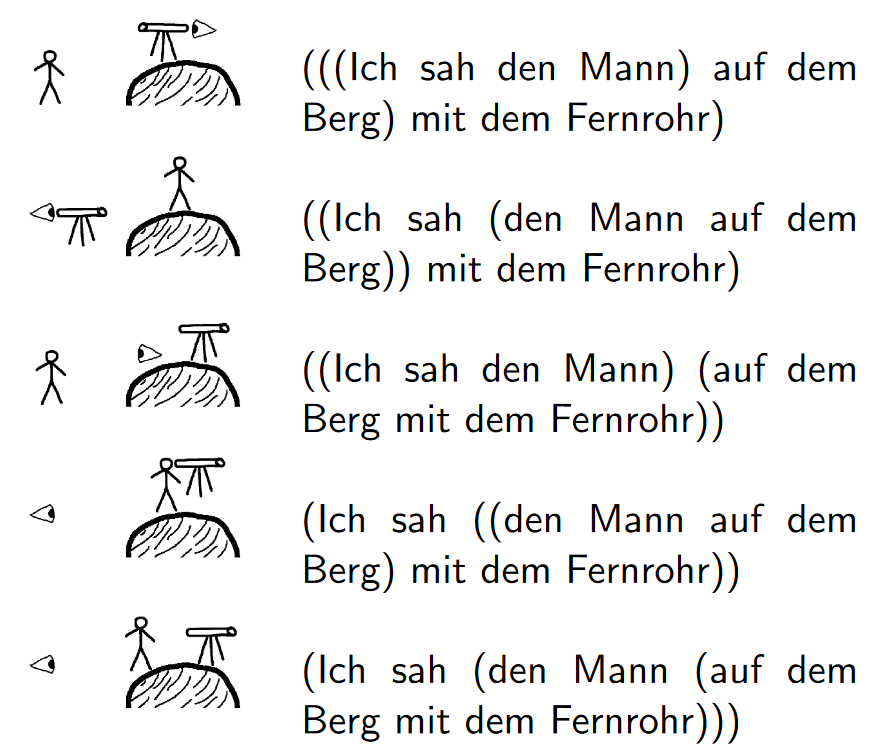 (((Ich sah den Mann) auf dem
Berg) mit dem Fernrohr)
((Ich sah (den Mann auf dem
Berg)) mit dem Fernrohr)
((Ich sah den Mann) (auf dem
Berg mit dem Fernrohr))
(Ich sah ((den Mann auf dem
Berg) mit dem Fernrohr))
(Ich sah (den Mann (auf dem
Berg mit dem Fernrohr)))